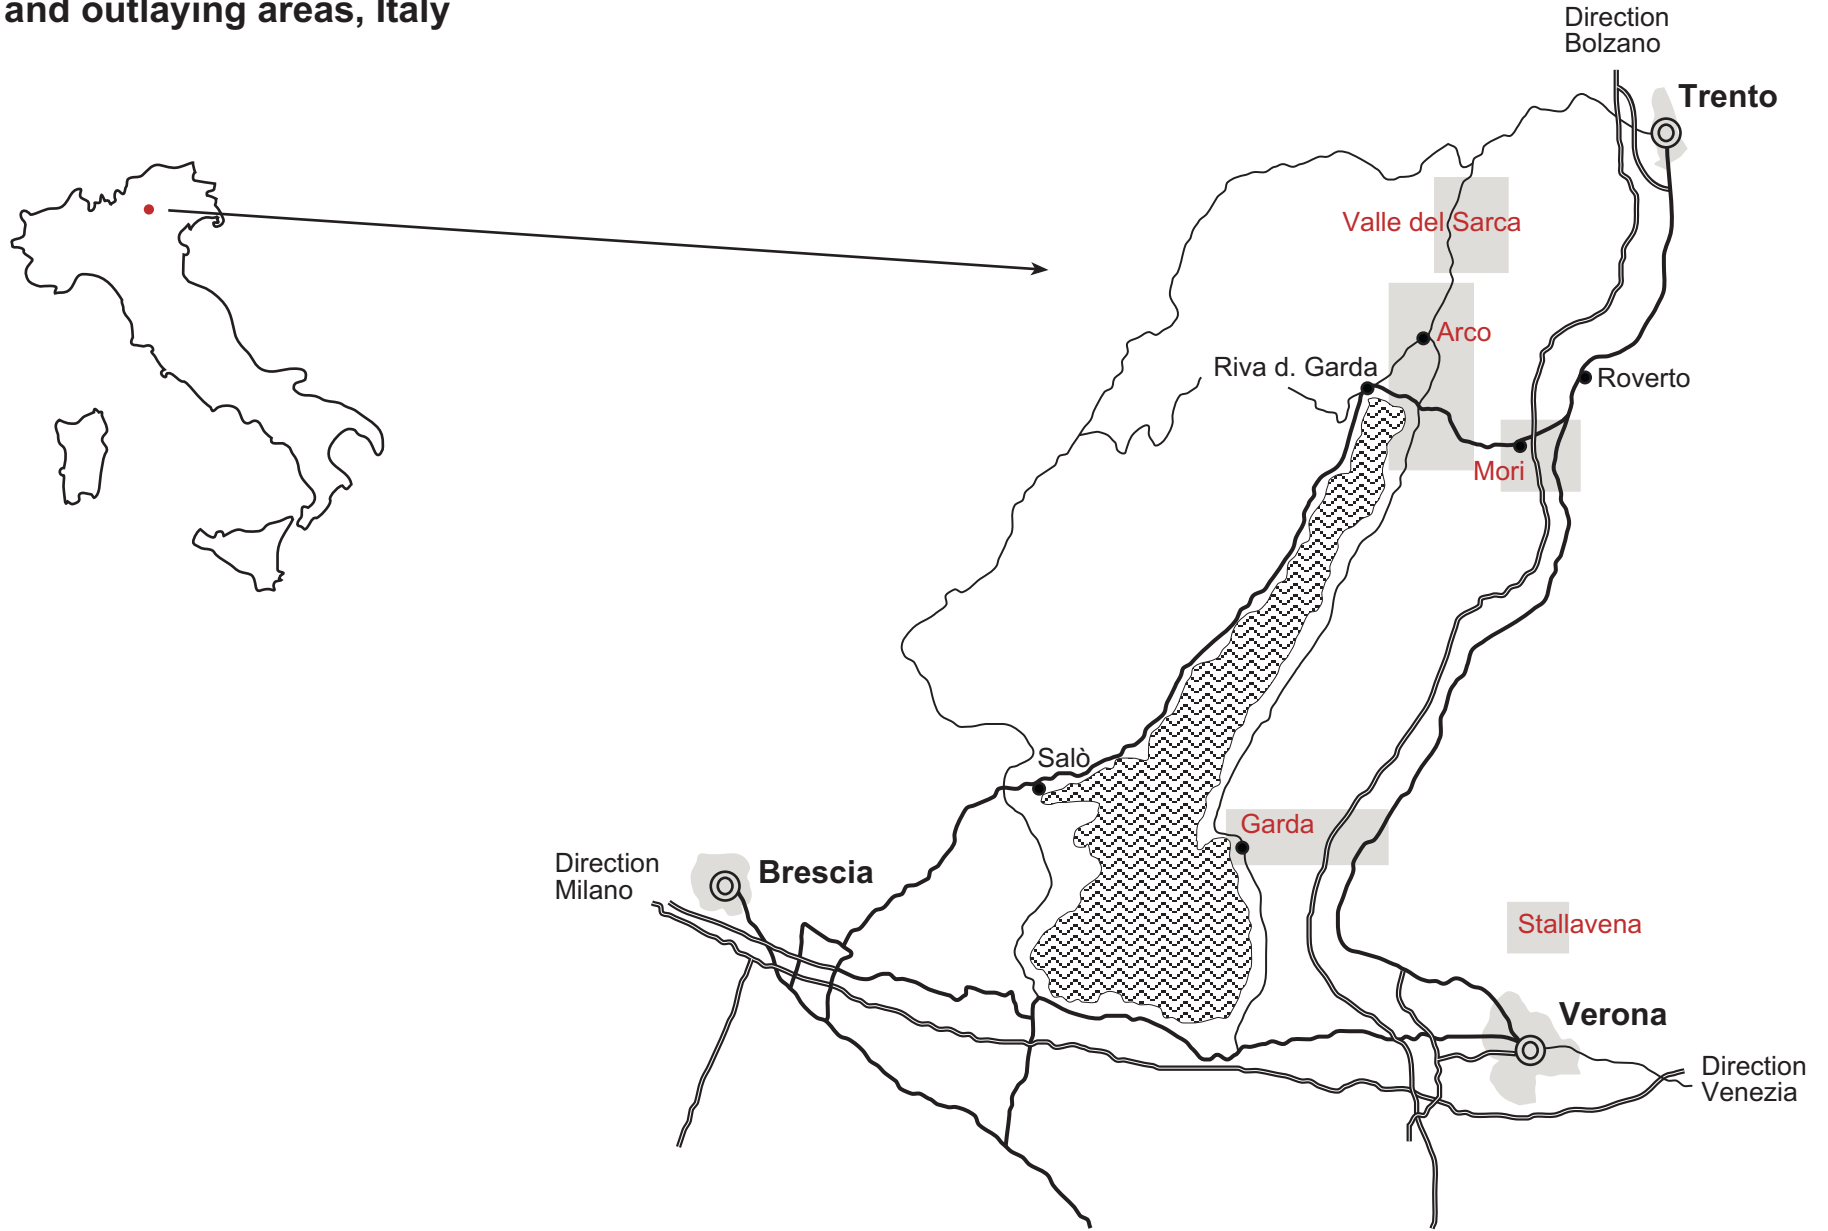 and outlaying areas, Italy
Direction
Bolzano
Trento
Valle del Sarca
Arco
Riva d. Garda
Roverto
Mori
Salò
Garda
Direction
Milano
Brescia
Stallavena
Verona
Direction
Venezia